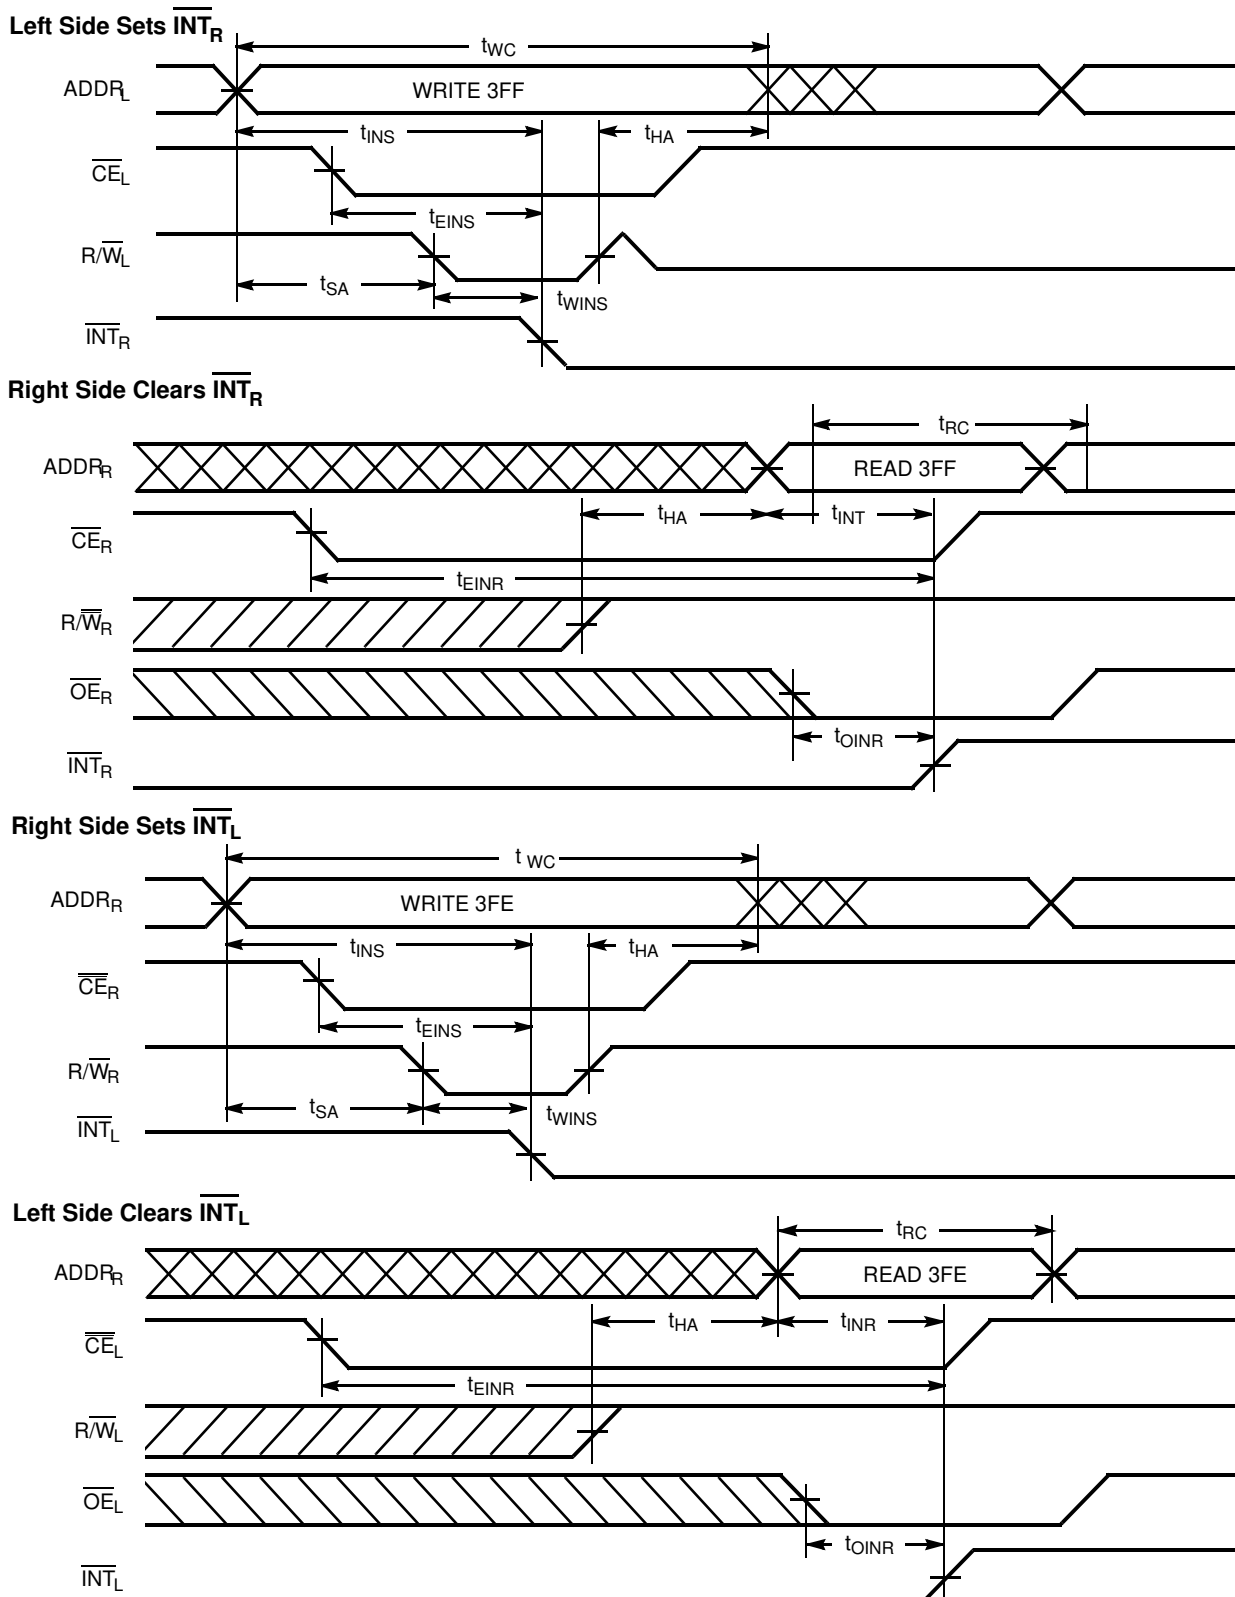 Left Side Sets INT̅R
tWC
ADDRL
WRITE 3FF
tINS
tHA
CEL
tEINS
R/WL
tSA
tWINS
INTR
Right Side Clears INTR
tRC
ADDRR
READ 3FF
tHA
tINT
CER
tEINR
R/WR
OER
tOINR
INTR
Right Side Sets INTL
t WC
ADDRR
WRITE 3FE
tINS
tHA
CER
tEINS
R/WR
tSA
tWINS
INTL
Left Side Clears INTL
tRC
ADDRR
READ 3FE
tHA
tINR
CEL
tEINR
R/WL
OEL
tOINR
INTL